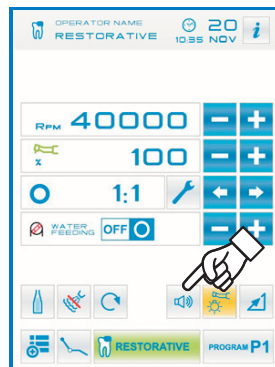 OPERATOR NAME
RESTORATIVE
10:35
20
NOV
i
RPM 40000 - +
% 100 - +
1:1
WATER FEEDING OFF - +
RESTORATIVE
PROGRAM P1